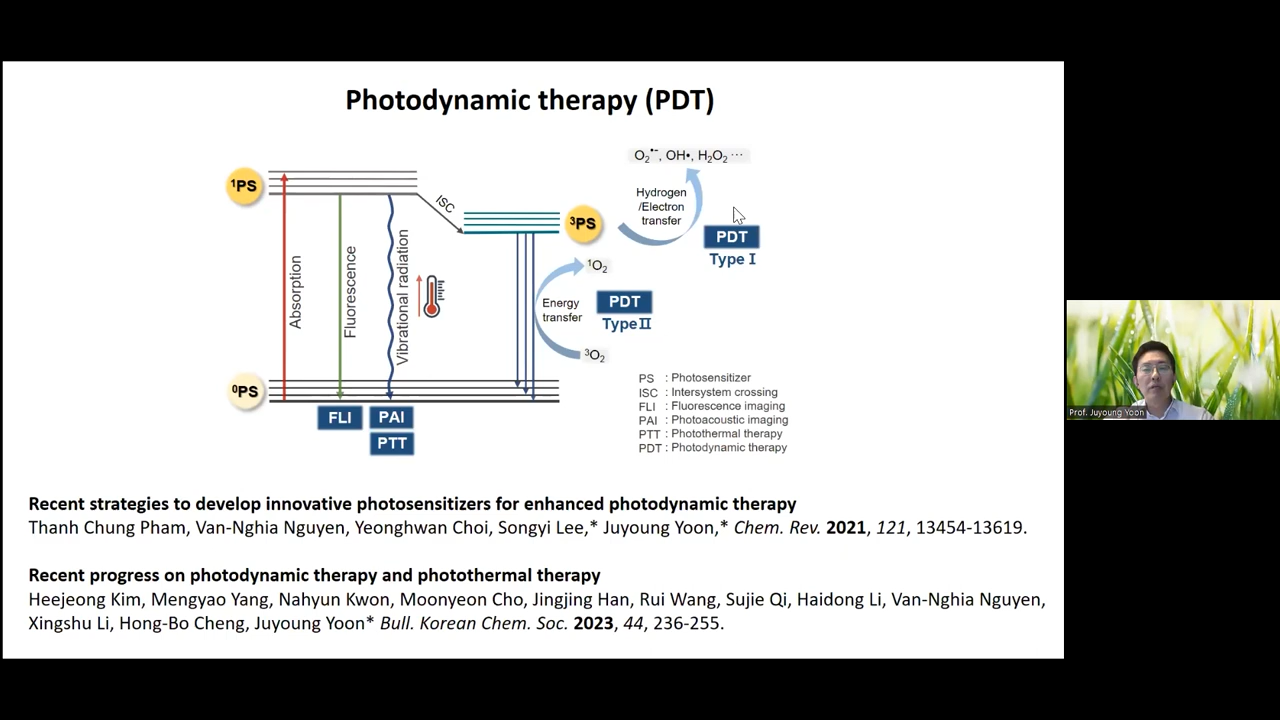 Photodynamic therapy (PDT)
O₂•⁻, OH•, H₂O₂ ···
¹PS
ISC
Hydrogen
/Electron
transfer
³PS
PDT
Type Ⅰ
Absorption
Fluorescence
Vibrational radiation
¹O₂
Energy
transfer
PDT
Type Ⅱ
³O₂
⁰PS
FLI
PAI
PTT
PS : Photosensitizer
ISC : Intersystem crossing
FLI : Fluorescence imaging
PAI : Photoacoustic imaging
PTT : Photothermal therapy
PDT : Photodynamic therapy
Prof. Juyoung Yoon
Recent strategies to develop innovative photosensitizers for enhanced photodynamic therapy
Thanh Chung Pham, Van-Nghia Nguyen, Yeonghwan Choi, Songyi Lee,* Juyoung Yoon,* Chem. Rev. 2021, 121, 13454-13619.
Recent progress on photodynamic therapy and photothermal therapy
Heejeong Kim, Mengyao Yang, Nahyun Kwon, Moonyeon Cho, Jingjing Han, Rui Wang, Sujie Qi, Haidong Li, Van-Nghia Nguyen,
Xingshu Li, Hong-Bo Cheng, Juyoung Yoon* Bull. Korean Chem. Soc. 2023, 44, 236-255.